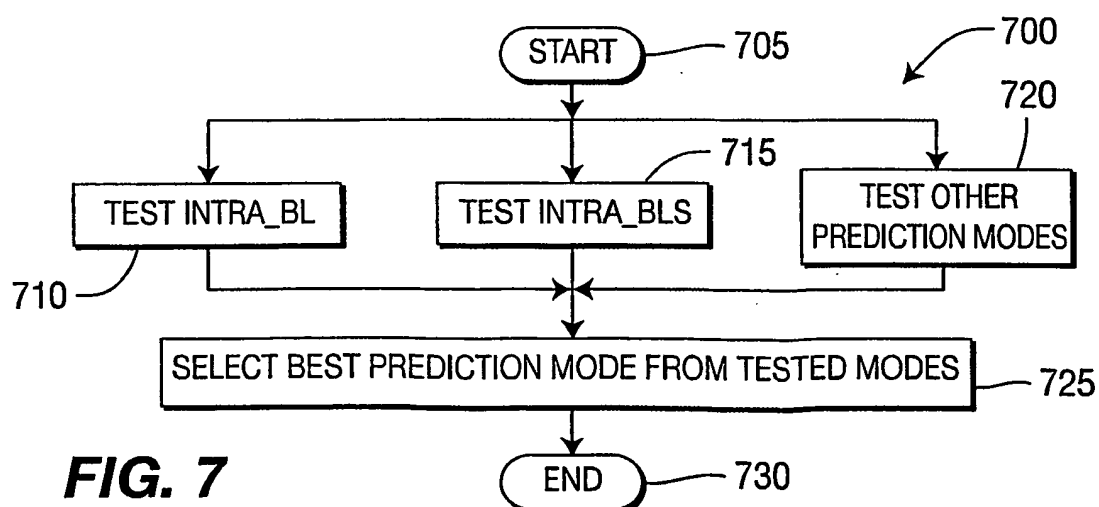 START
705
700
720
715
TEST INTRA_BL
TEST INTRA_BLS
TEST OTHER
PREDICTION MODES
710
SELECT BEST PREDICTION MODE FROM TESTED MODES
725
FIG. 7
END
730